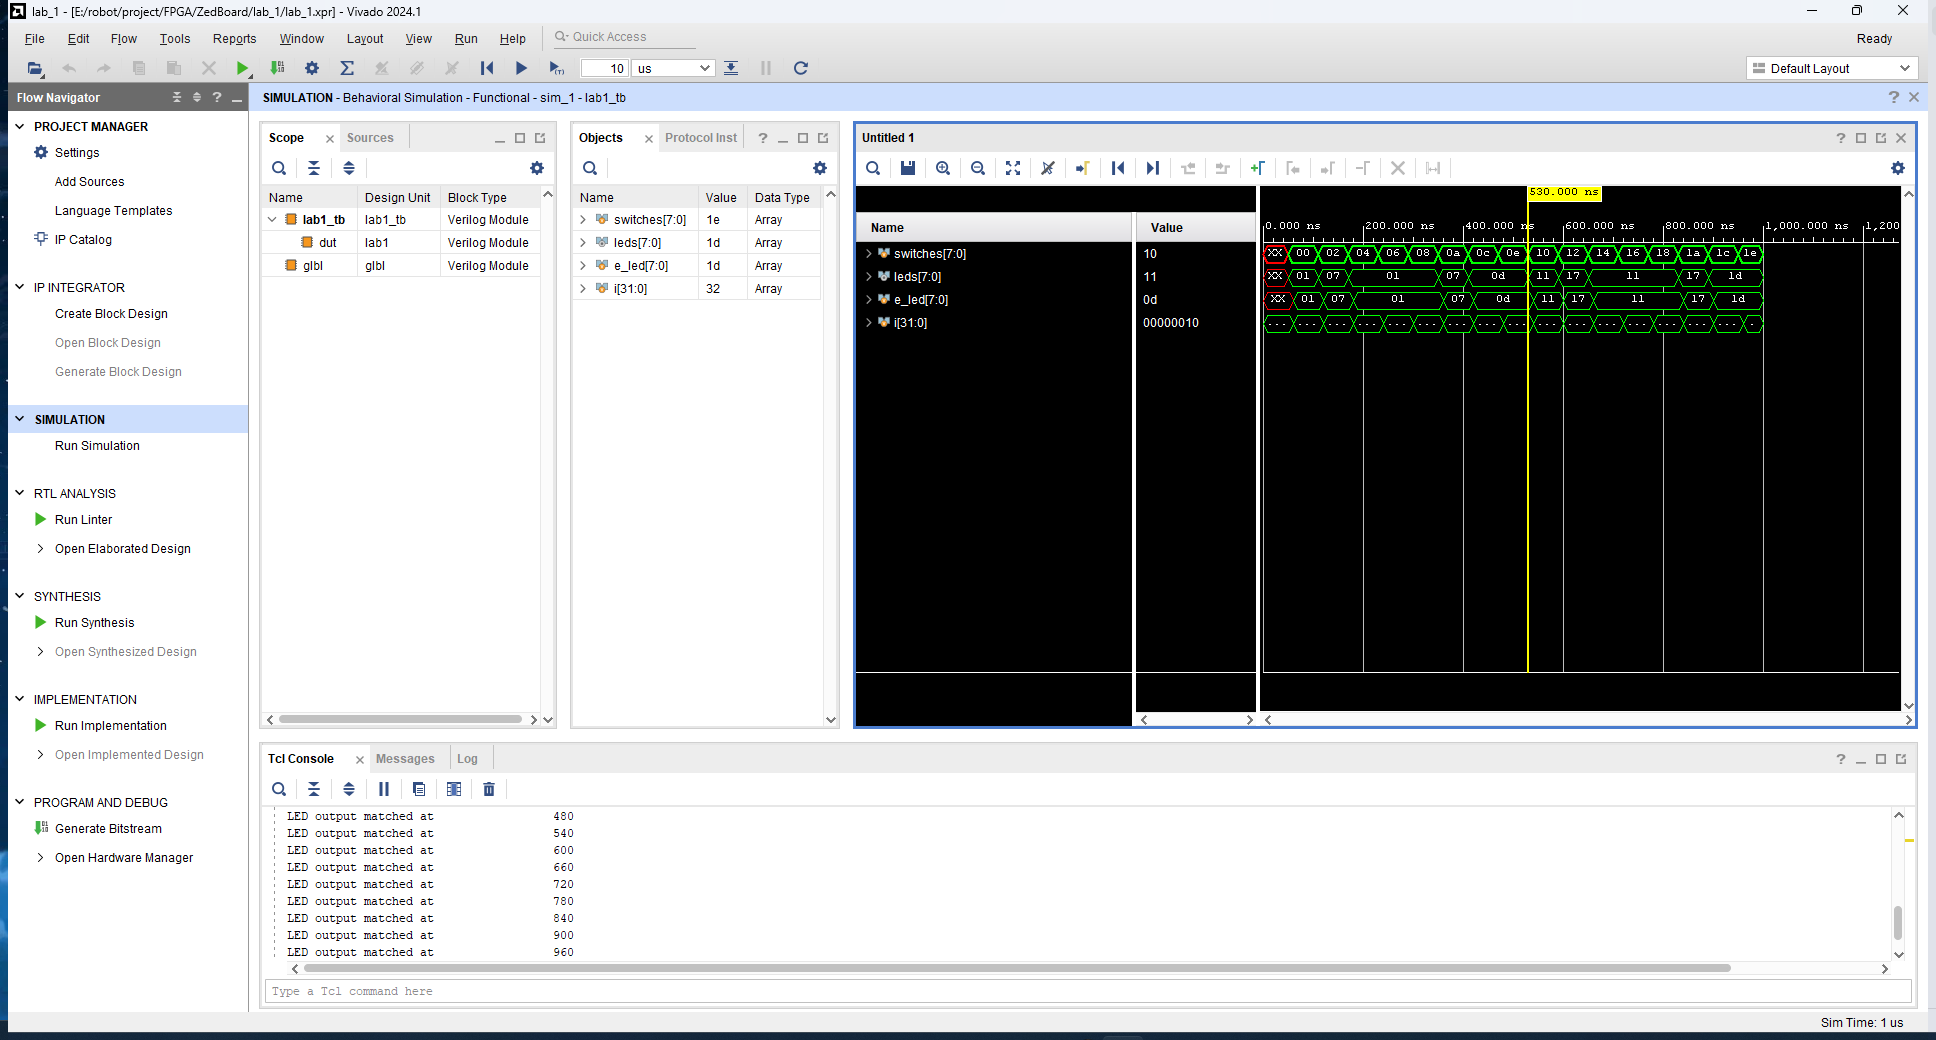 lab_1 - [E:/robot/project/FPGA/ZedBoard/lab_1/lab_1.xpr] - Vivado 2024.1
File Edit Flow Tools Reports Window Layout View Run Help Quick Access Ready
10 us Default Layout
Flow Navigator
PROJECT MANAGER
Settings
Add Sources
Language Templates
IP Catalog
IP INTEGRATOR
Create Block Design
Open Block Design
Generate Block Design
SIMULATION
Run Simulation
RTL ANALYSIS
Run Linter
Open Elaborated Design
SYNTHESIS
Run Synthesis
Open Synthesized Design
IMPLEMENTATION
Run Implementation
Open Implemented Design
PROGRAM AND DEBUG
Generate Bitstream
Open Hardware Manager
SIMULATION - Behavioral Simulation - Functional - sim_1 - lab1_tb
Scope Sources
Name Design Unit Block Type
lab1_tb lab1_tb Verilog Module
dut lab1 Verilog Module
glbl glbl Verilog Module
Objects Protocol Inst
Name Value Data Type
switches[7:0] 1e Array
leds[7:0] 1d Array
e_led[7:0] 1d Array
i[31:0] 32 Array
Untitled 1
530.000 ns
Name Value
0.000 ns 200.000 ns 400.000 ns 600.000 ns 800.000 ns 1,000.000 ns 1,200
switches[7:0] 10 XX 00 02 04 06 08 0a 0c 0e 10 12 14 16 18 1a 1c 1e
leds[7:0] 11 XX 01 07 01 07 0d 11 17 11 17 1d
e_led[7:0] 0d XX 01 07 01 07 0d 11 17 11 17 1d
i[31:0] 00000010 ... ... ... ... ... ... ... ... ... ... ... ... ... ... ... ... ...
Tcl Console Messages Log
LED output matched at 480
LED output matched at 540
LED output matched at 600
LED output matched at 660
LED output matched at 720
LED output matched at 780
LED output matched at 840
LED output matched at 900
LED output matched at 960
Type a Tcl command here
Sim Time: 1 us